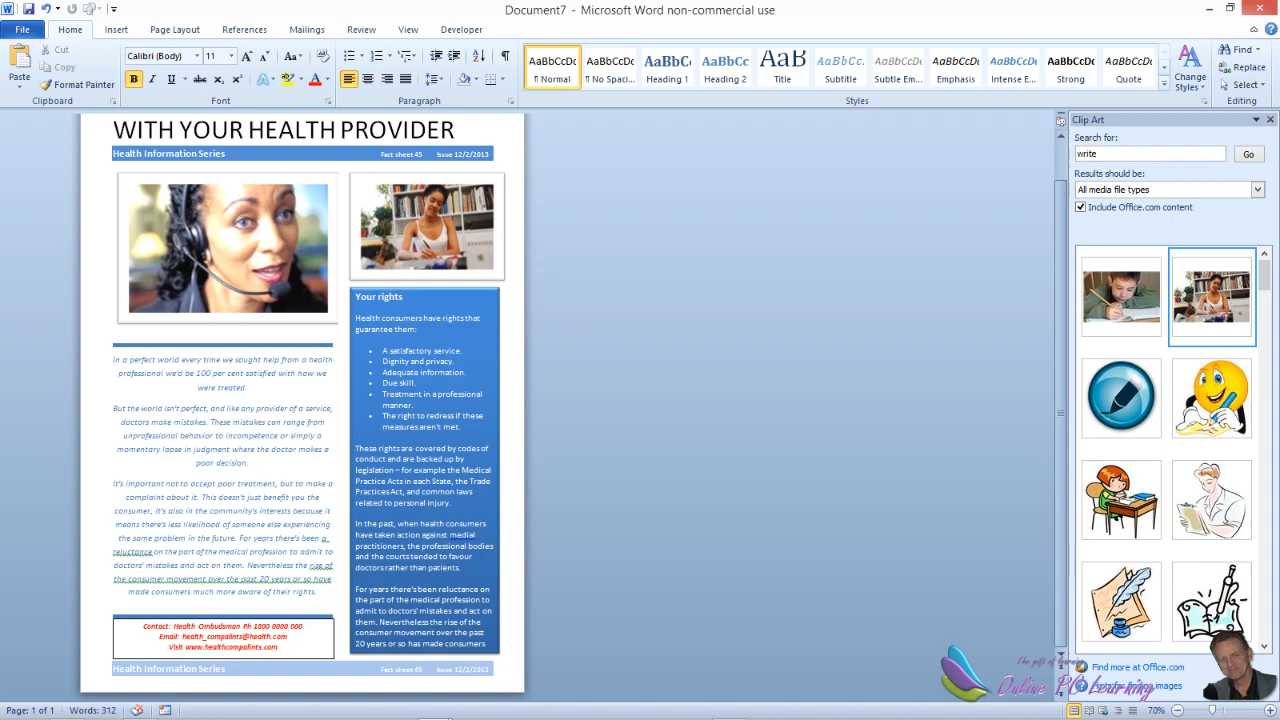 Document7 - Microsoft Word non-commercial use
File Home Insert Page Layout References Mailings Review View Developer
Paste
Cut
Copy
Format Painter
Clipboard
Calibri (Body) 11
Font
Paragraph
AaBbCcDc AaBbCcDc AaBbC AaBbCc AaB AaBbCc. AaBbCcDc AaBbCcDc AaBbCcDc AaBbCcDc AaBbCcDc
¶ Normal ¶ No Spaci... Heading 1 Heading 2 Title Subtitle Subtle Em... Emphasis Intense E... Strong Quote
Change Styles
Styles
Find
Replace
Select
Editing
WITH YOUR HEALTH PROVIDER
Health Information Series Fact sheet 45 Issue 12/2/2013
In a perfect world every time we sought help from a health
professional we'd be 100 per cent satisfied with how we
were treated.
But the world isn't perfect, and like any provider of a service,
doctors make mistakes. These mistakes can range from
unprofessional behavior to incompetence or simply a
momentary lapse in judgment where the doctor makes a
poor decision.
It's important not to accept poor treatment, but to make a
complaint about it. This doesn't just benefit you the
consumer, it's also in the community's interests because it
means there's less likelihood of someone else experiencing
the same problem in the future. For years there's been a
reluctance on the part of the medical profession to admit to
doctors' mistakes and act on them. Nevertheless the rise of
the consumer movement over the past 20 years or so have
made consumers much more aware of their rights.
Contact: Health Ombudsman Ph 1800 0000 000
Email: health_compalints@health.com
Visit www.healthcompalints.com
Your rights
Health consumers have rights that
guarantee them:
• A satisfactory service.
• Dignity and privacy.
• Adequate information.
• Due skill.
• Treatment in a professional
manner.
• The right to redress if these
measures aren't met.
These rights are covered by codes of
conduct and are backed up by
legislation – for example the Medical
Practice Acts in each State, the Trade
Practices Act, and common laws
related to personal injury.
In the past, when health consumers
have taken action against medial
practitioners, the professional bodies
and the courts tended to favour
doctors rather than patients.
For years there's been reluctance on
the part of the medical profession to
admit to doctors' mistakes and act on
them. Nevertheless the rise of the
consumer movement over the past
20 years or so has made consumers
Health Information Series Fact sheet 45 Issue 12/2/2013
Clip Art
Search for:
write
Go
Results should be:
All media file types
Include Office.com content
Find more at Office.com
images
The gift of learning
Online PC Learning
Page: 1 of 1 Words: 312
70%